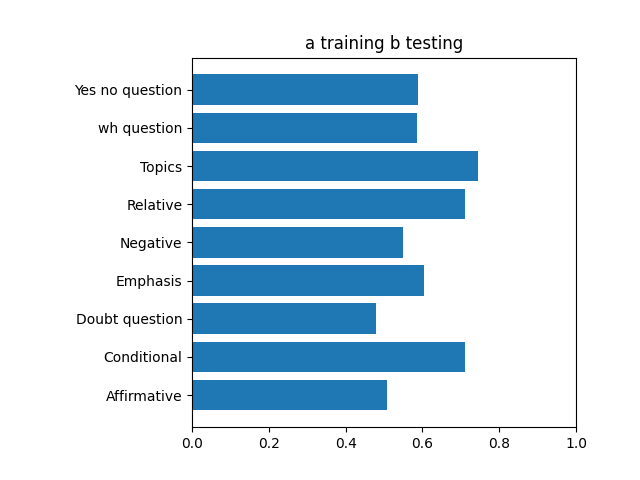 a training b testing
Yes no question
wh question
Topics
Relative
Negative
Emphasis
Doubt question
Conditional
Affirmative
0.0 0.2 0.4 0.6 0.8 1.0